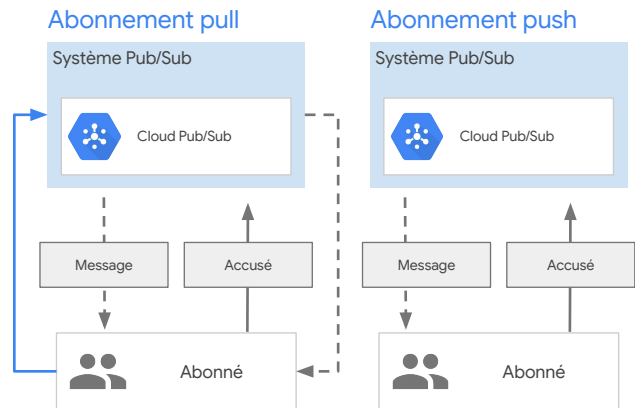 Abonnement pull
Système Pub/Sub
Cloud Pub/Sub
Message
Accusé
Abonné
Abonnement push
Système Pub/Sub
Cloud Pub/Sub
Message
Accusé
Abonné